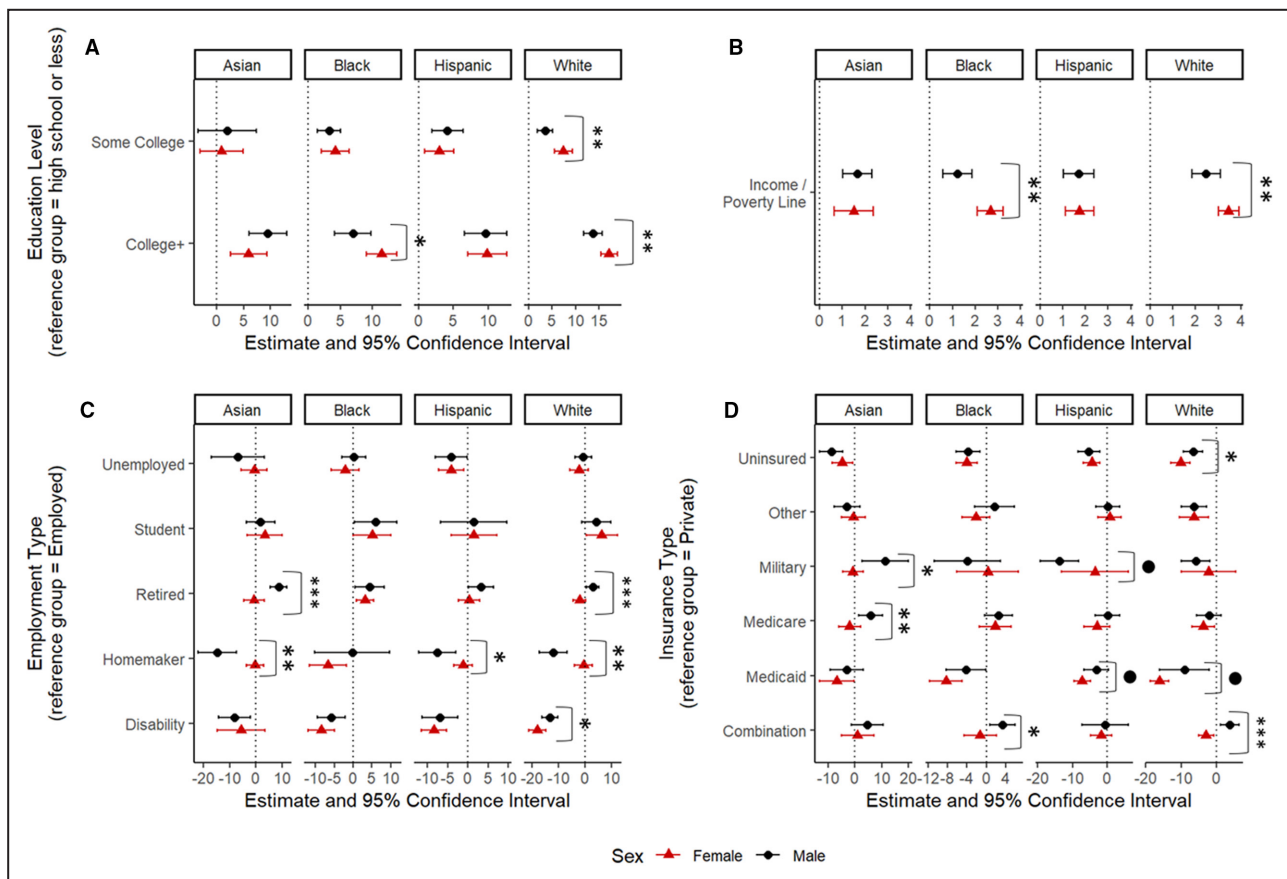 A
Asian Black Hispanic White
Education Level
(reference group = high school or less)
Some College
**
College+
*
**
0 5 10 0 5 10 0 5 10 0 5 10 15
Estimate and 95% Confidence Interval
B
Asian Black Hispanic White
Income /
Poverty Line
**
**
0 1 2 3 4 0 1 2 3 4 0 1 2 3 4 0 1 2 3 4
Estimate and 95% Confidence Interval
C
Asian Black Hispanic White
Employment Type
(reference group = Employed)
Unemployed
Student
Retired
***
***
Homemaker
**
*
**
Disability
*
-20 -10 0 10 -10 -5 0 5 10 -10 -5 0 5 10 -20 -10 0 10
Estimate and 95% Confidence Interval
D
Asian Black Hispanic White
Insurance Type
(reference group = Private)
Uninsured
*
Other
Military
*
Medicare
**
Medicaid
Combination
*
***
-10 0 10 20 -12 -8 -4 0 4 -20 -10 0 -20 -10 0
Estimate and 95% Confidence Interval
Sex Female Male